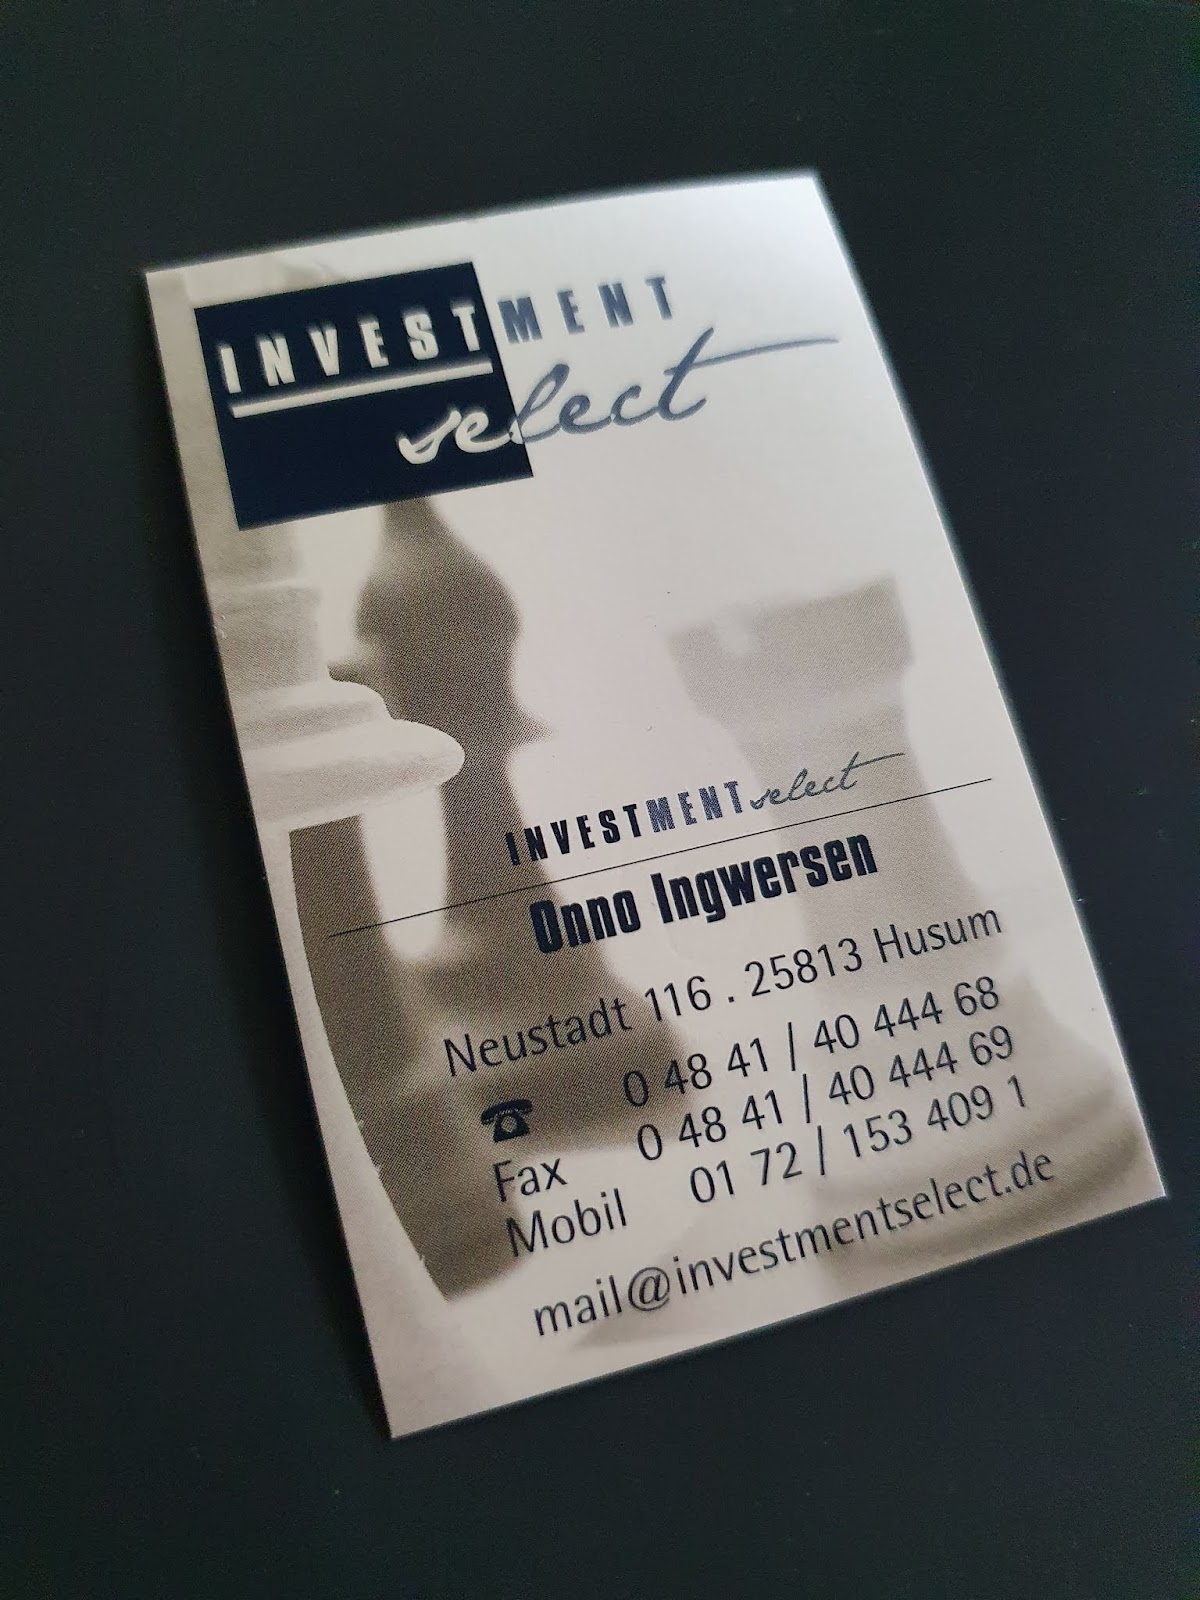 INVESTMENT
select
INVESTMENTselect
Onno Ingwersen
Neustadt 116 . 25813 Husum
☎ 0 48 41 / 40 444 68
Fax 0 48 41 / 40 444 69
Mobil 01 72 / 153 409 1
mail@investmentselect.de